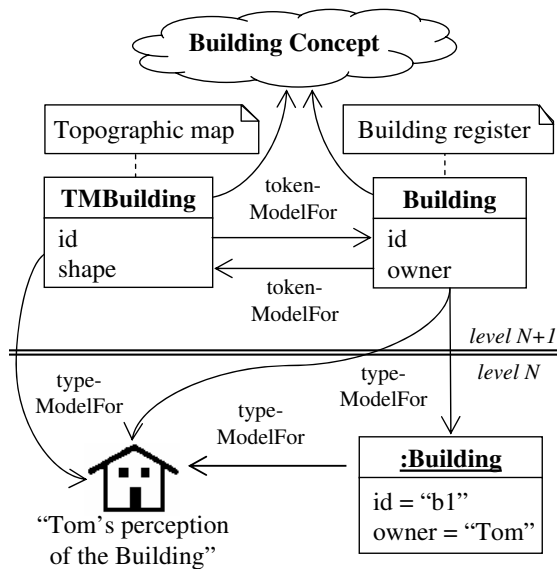 Building Concept
Topographic map
Building register
TMBuilding
id
shape
token-
ModelFor
Building
id
owner
token-
ModelFor
level N+1
level N
type-
ModelFor
type-
ModelFor
type-
ModelFor
:Building
id = “b1”
owner = “Tom”
“Tom’s perception
of the Building”